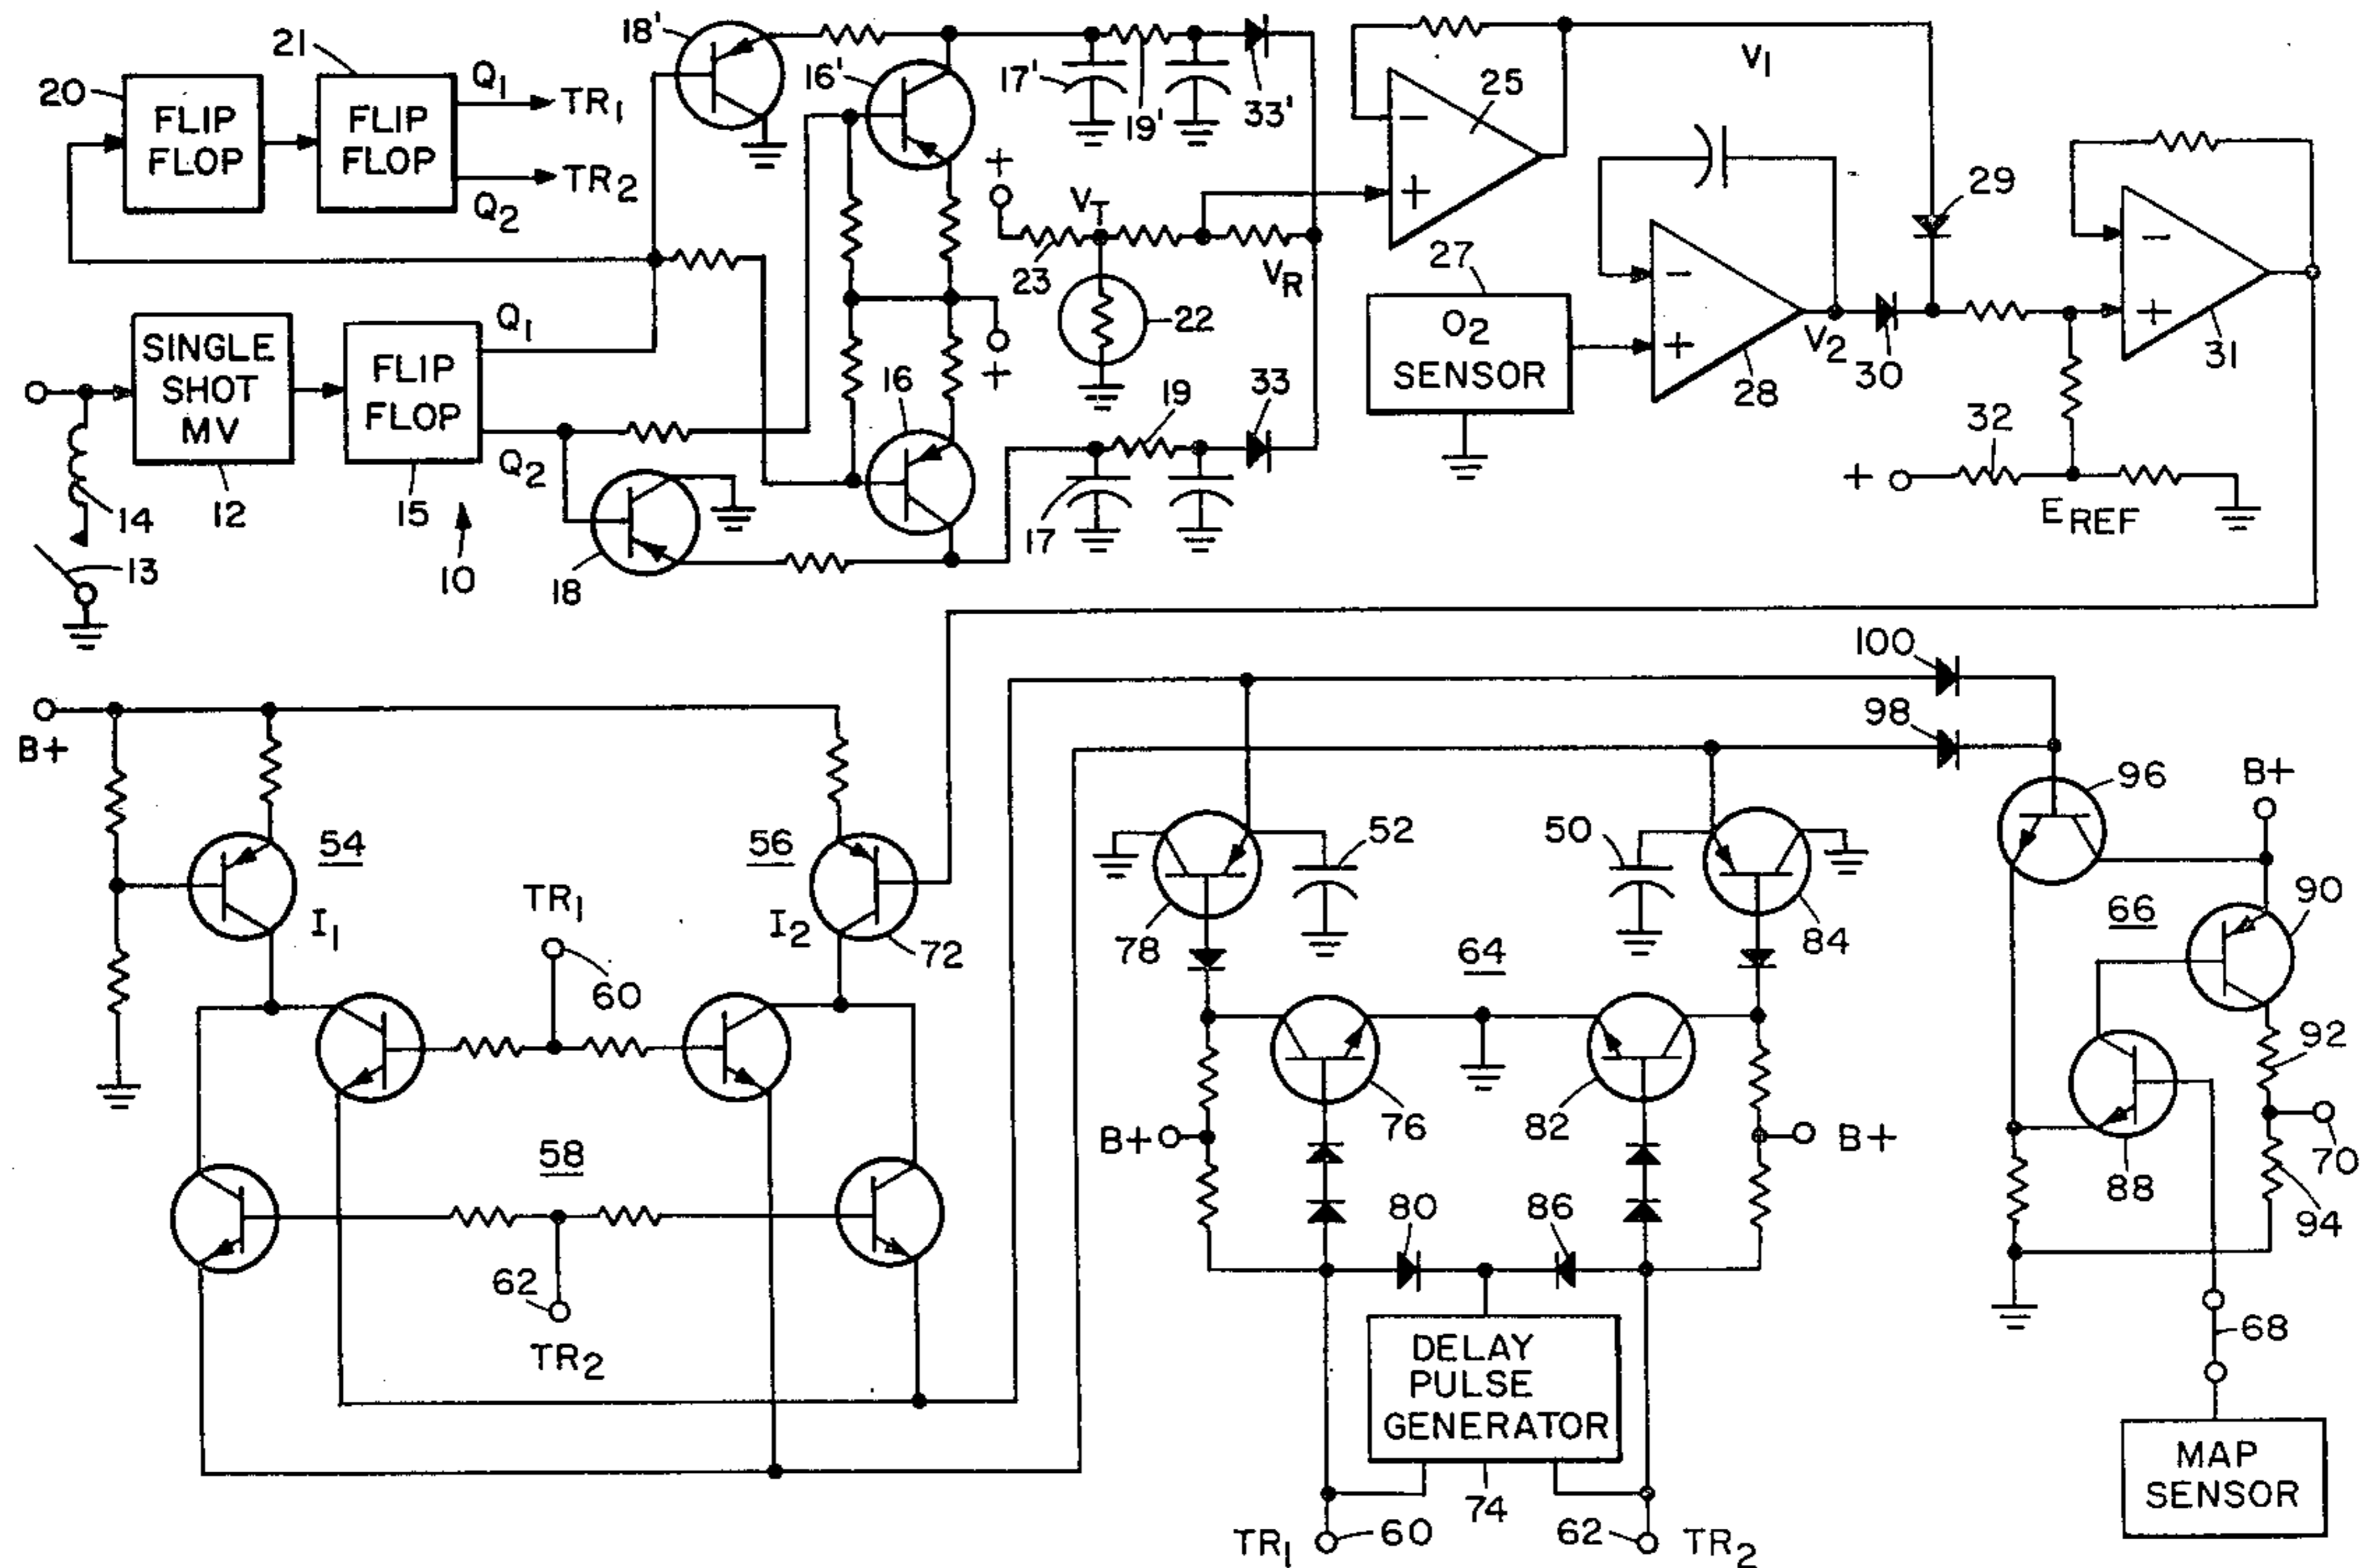 18'
21
Q₁
16'
17'
19'
33'
V₁
25
20
FLIP FLOP
FLIP FLOP
TR₁
TR₂
Q₂
+
V_T
−
+
29
23
V_R
27
−
+
−
+
22
O₂ SENSOR
V₂
30
28
31
SINGLE SHOT MV
FLIP FLOP
Q₁
Q₂
+
16
19
33
32
+
E_REF
14
12
15
17
13
10
18
100
B+
98
96
B+
54
56
52
50
90
I₁
TR₁
I₂
72
78
64
84
66
60
92
B+
76
82
B+
58
70
88
80
86
94
62
TR₂
DELAY PULSE GENERATOR
68
74
MAP SENSOR
TR₁
60
62
TR₂